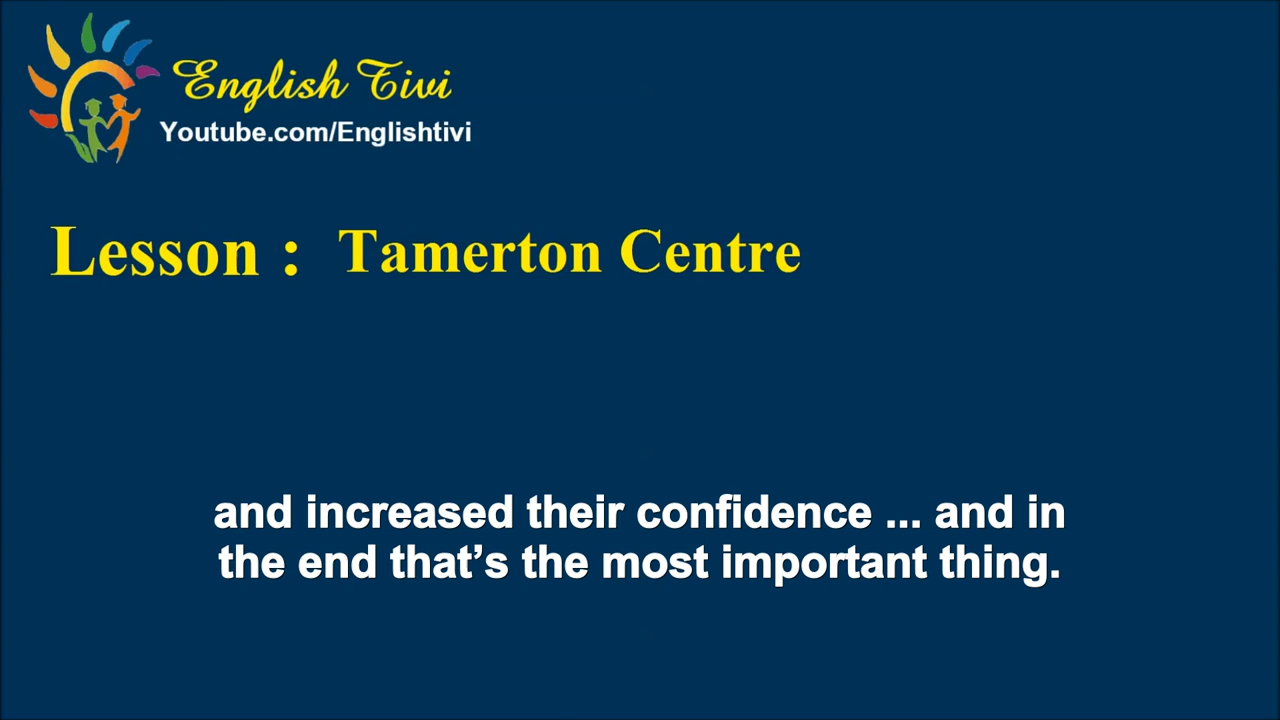 English Tivi
Youtube.com/Englishtivi
Lesson : Tamerton Centre
and increased their confidence ... and in
the end that’s the most important thing.